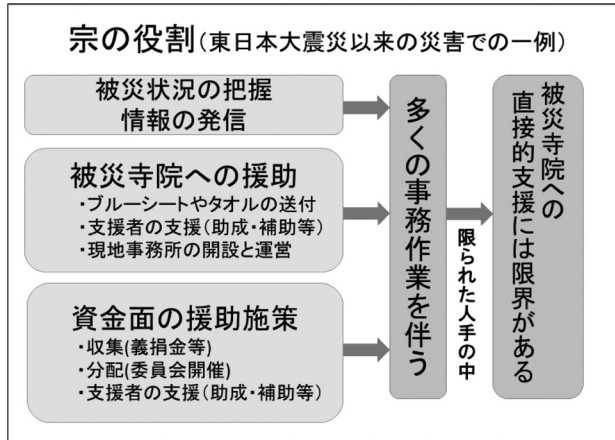 宗の役割(東日本大震災以来の災害での一例)
被災状況の把握
情報の発信
被災寺院への援助
・ブルーシートやタオルの送付
・支援者の支援(助成・補助等)
・現地事務所の開設と運営
資金面の援助施策
・収集(義捐金等)
・分配(委員会開催)
・支援者の支援(助成・補助等)
多くの事務作業を伴う
限られた人手の中
被災寺院への
直接的支援には限界がある